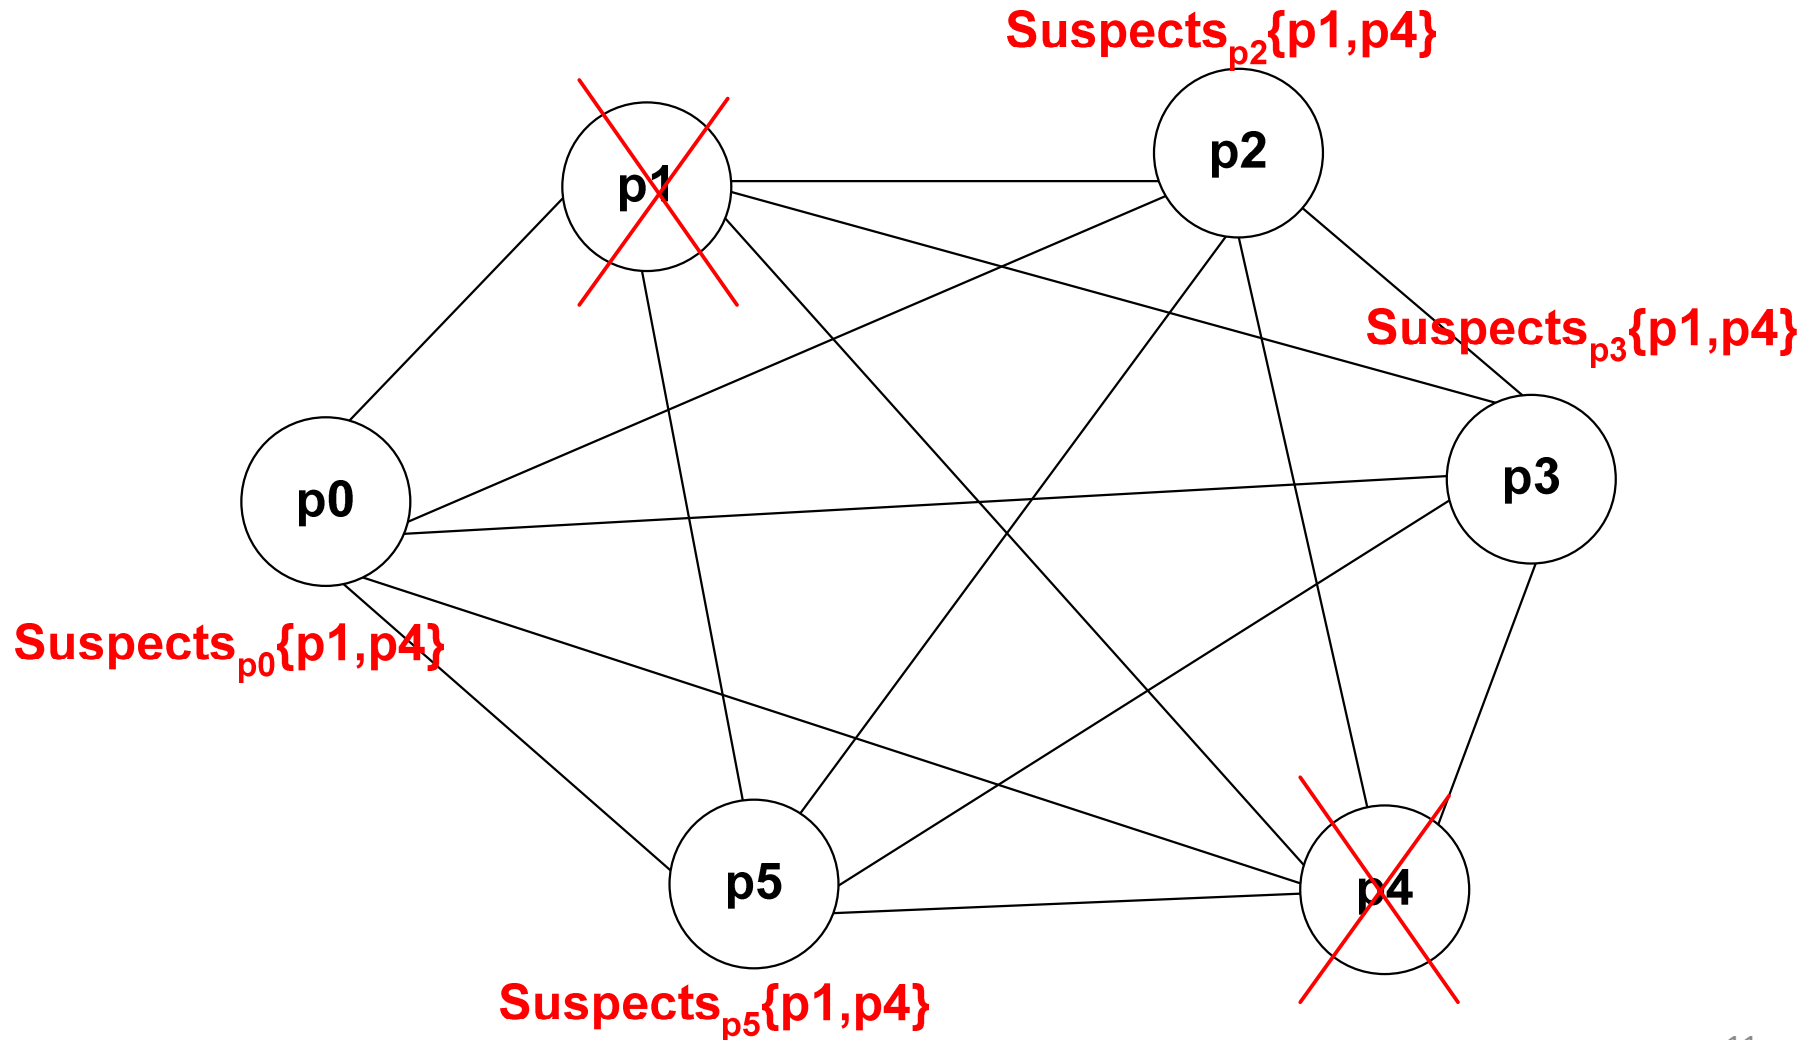 Suspectsp2{p1,p4}
p1
p2
Suspectsp3{p1,p4}
p0
p3
Suspectsp0{p1,p4}
p5
p4
Suspectsp5{p1,p4}